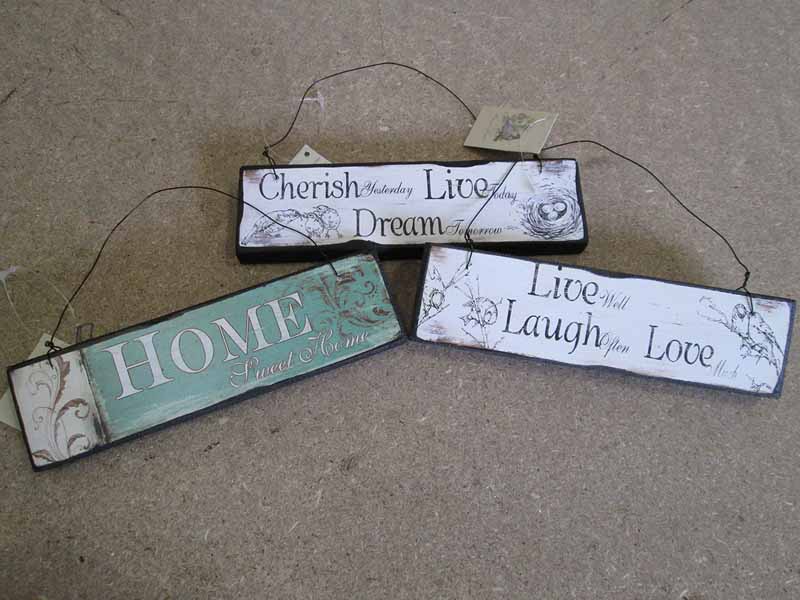 Cherish Yesterday Live Today
Dream Tomorrow
HOME
Sweet Home
Live Well
Laugh Often Love Much